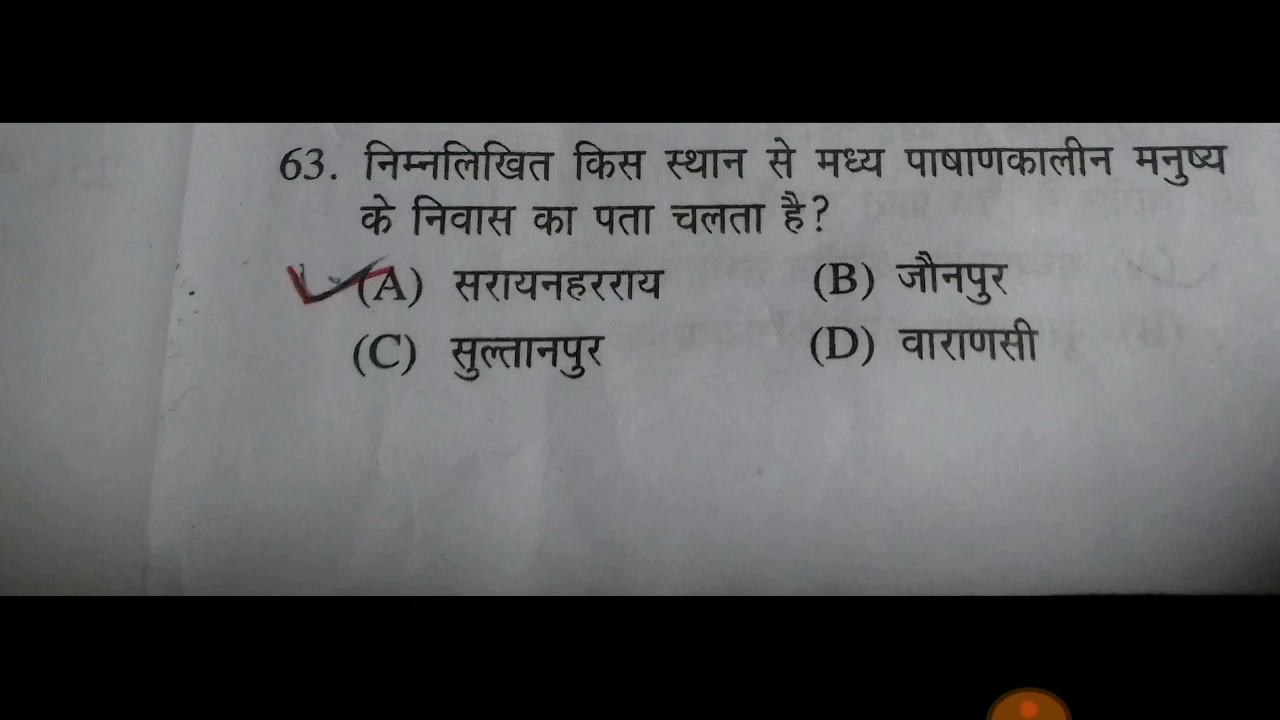 63. निम्नलिखित किस स्थान से मध्य पाषाणकालीन मनुष्य
के निवास का पता चलता है?
(A) सरायनहरराय (B) जौनपुर
(C) सुल्तानपुर (D) वाराणसी